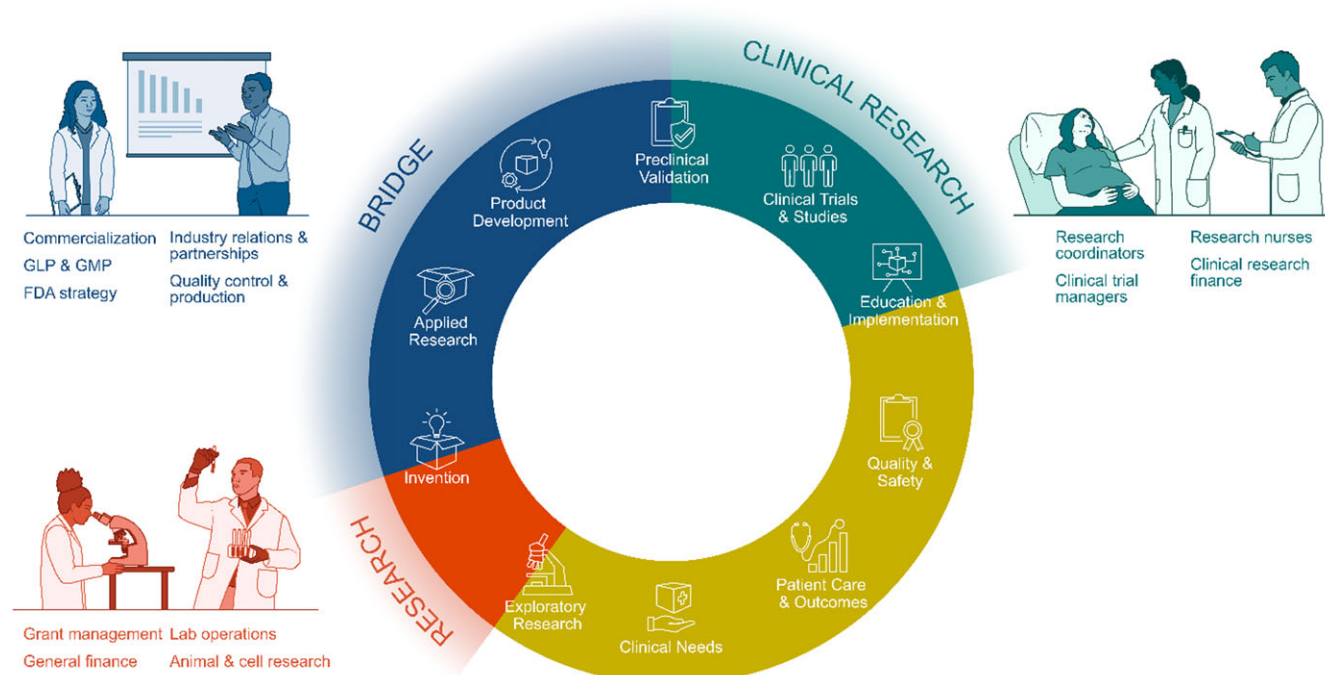 CLINICAL RESEARCH
BRIDGE
RESEARCH
Preclinical
Validation
Clinical Trials
& Studies
Education &
Implementation
Quality &
Safety
Patient Care
& Outcomes
Clinical Needs
Exploratory
Research
Invention
Applied
Research
Product
Development
Commercialization
GLP & GMP
FDA strategy
Industry relations &
partnerships
Quality control &
production
Research
coordinators
Clinical trial
managers
Research nurses
Clinical research
finance
Grant management
General finance
Lab operations
Animal & cell research